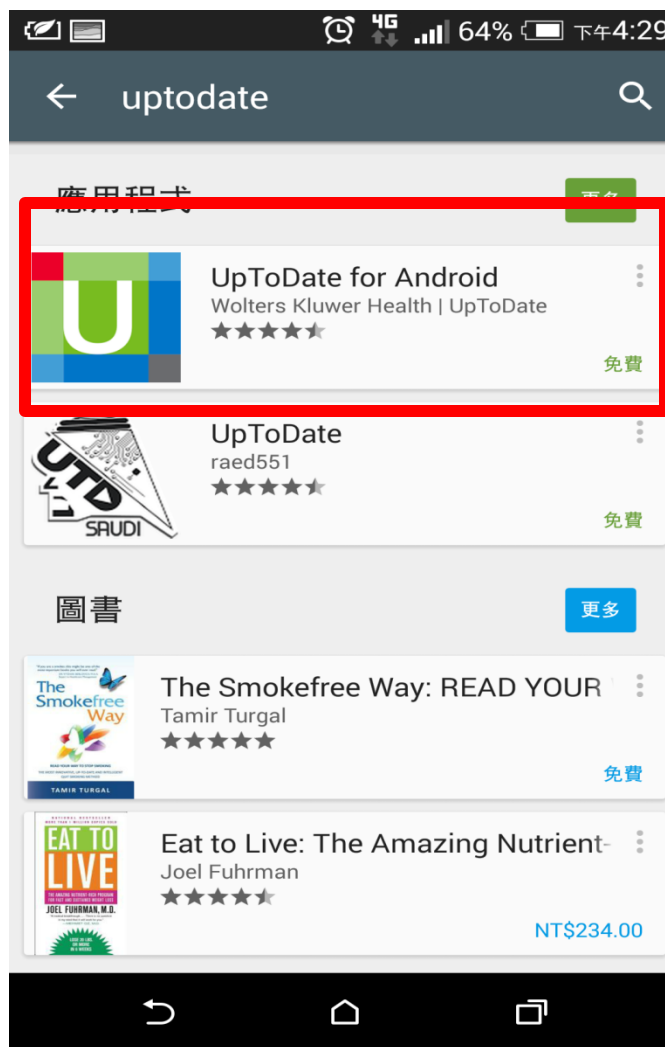 4G
64%
下午4:29
uptodate
應用程式
更多
U
UpToDate for Android
Wolters Kluwer Health | UpToDate
免費
UTD
SAUDI
UpToDate
raed551
免費
圖書
更多
The
Smokefree
Way
TAMIR TURGAL
The Smokefree Way: READ YOUR
Tamir Turgal
免費
EAT TO
LIVE
JOEL FUHRMAN, M.D.
Eat to Live: The Amazing Nutrient-
Joel Fuhrman
NT$234.00